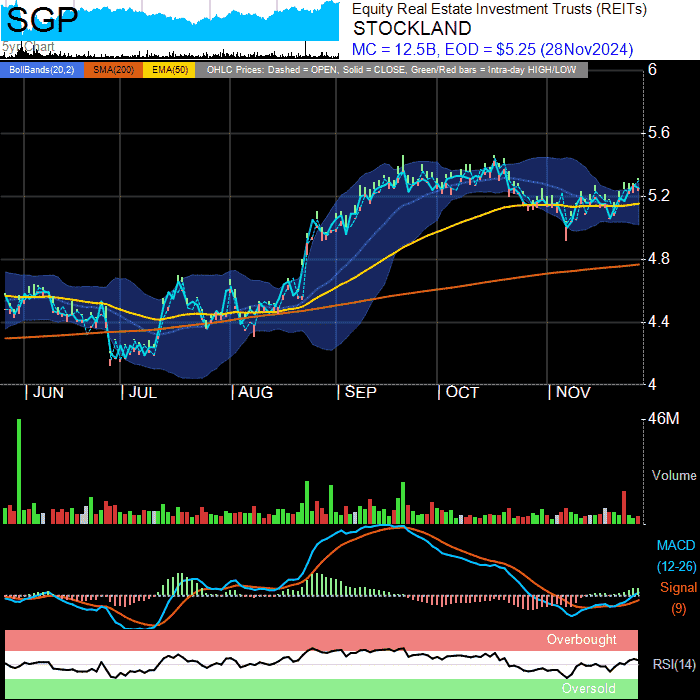 SGP
5yr Chart
Equity Real Estate Investment Trusts (REITs)
STOCKLAND
MC = 12.5B, EOD = $5.25 (28Nov2024)
BollBands(20,2) SMA(200) EMA(50) OHLC Prices: Dashed = OPEN, Solid = CLOSE, Green/Red bars = Intra-day HIGH/LOW
6
5.6
5.2
4.8
4.4
4
JUN JUL AUG SEP OCT NOV
46M
Volume
MACD
(12-26)
Signal
(9)
Overbought
RSI(14)
Oversold